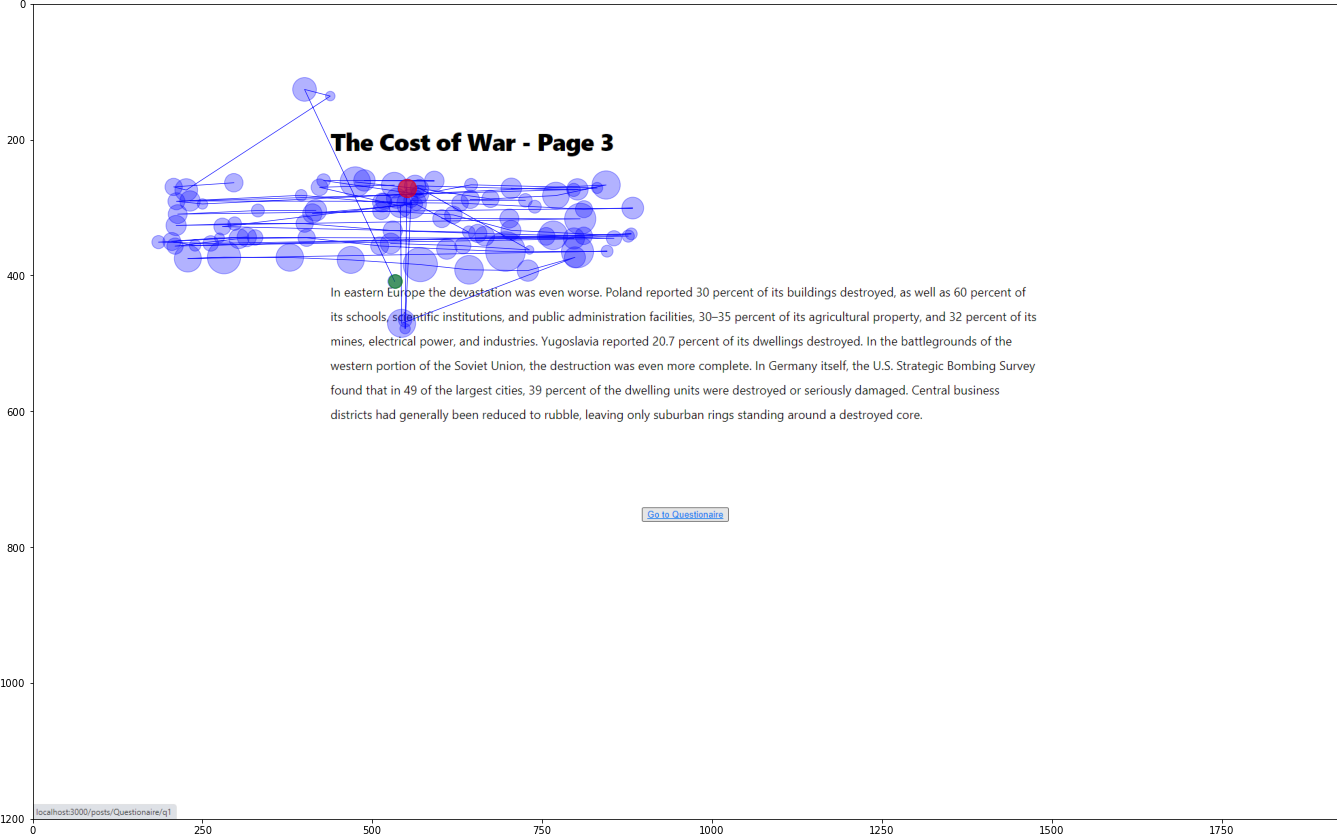 0
200
400
600
800
1000
1200
The Cost of War - Page 3
In eastern Europe the devastation was even worse. Poland reported 30 percent of its buildings destroyed, as well as 60 percent of
its schools, scientific institutions, and public administration facilities, 30–35 percent of its agricultural property, and 32 percent of its
mines, electrical power, and industries. Yugoslavia reported 20.7 percent of its dwellings destroyed. In the battlegrounds of the
western portion of the Soviet Union, the destruction was even more complete. In Germany itself, the U.S. Strategic Bombing Survey
found that in 49 of the largest cities, 39 percent of the dwelling units were destroyed or seriously damaged. Central business
districts had generally been reduced to rubble, leaving only suburban rings standing around a destroyed core.
Go to Questionaire
localhost:3000/posts/Questionaire/q1
0 250 500 750 1000 1250 1500 1750